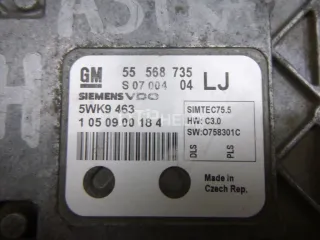 GM 55 568 735 LJ
S 07 004 04
SIEMENS VDO
5WK9 463
1 05 09 00 18 4
SIMTEC75.5
HW: C3.0
SW:O758301C
DLS PLS
Made in
Czech Rep.